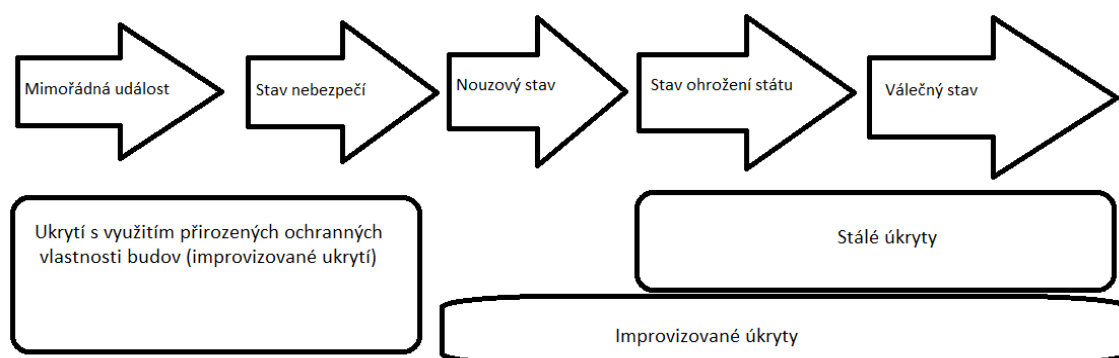 Mimořádná událost
Stav nebezpečí
Nouzový stav
Stav ohrožení státu
Válečný stav
Ukrytí s využitím přirozených ochranných
vlastnosti budov (improvizované ukrytí)
Stálé úkryty
Improvizované úkryty